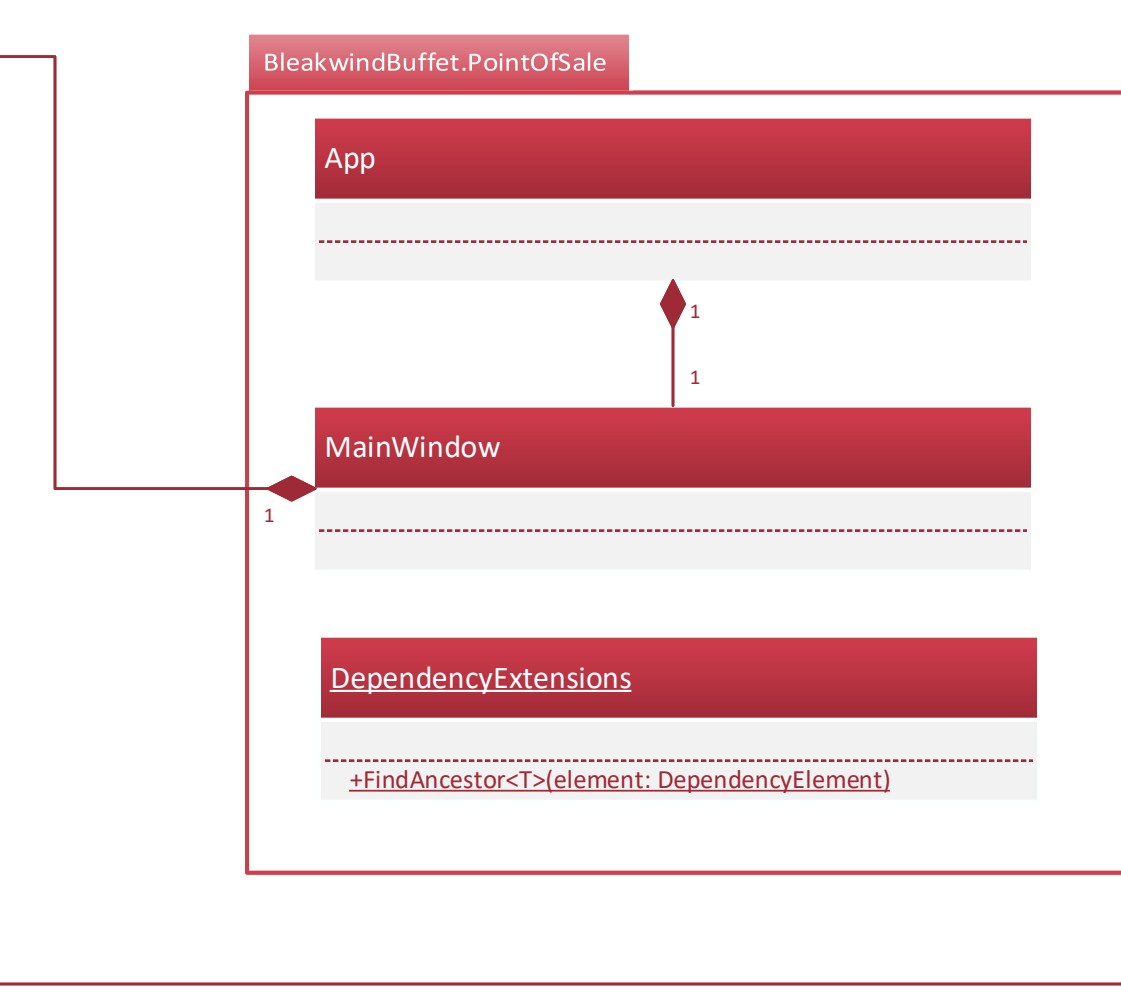 BleakwindBuffet.PointOfSale
App
1
1
MainWindow
1
DependencyExtensions
+FindAncestor<T>(element: DependencyElement)